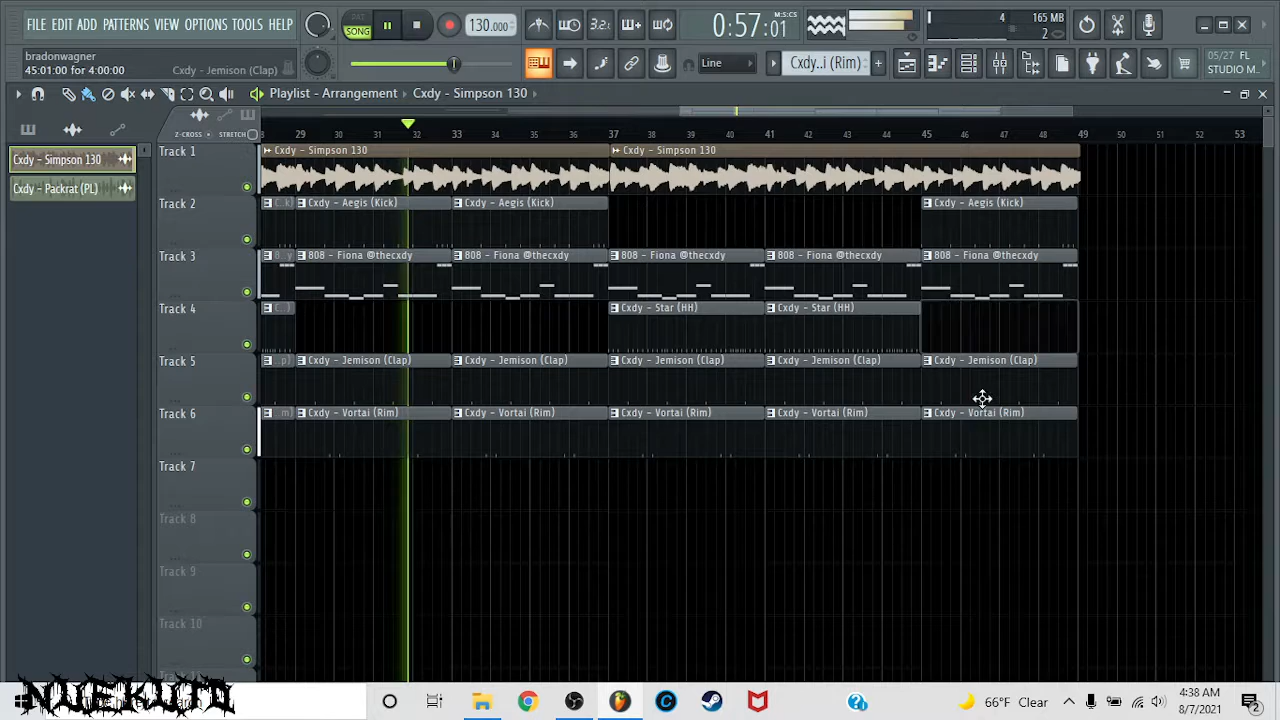 FILE EDIT ADD PATTERNS VIEW OPTIONS TOOLS HELP
PAT
SONG
130.000
3.2:
0:57:01
M:S:CS
4
165 MB
2
bradonwagner
45:01:00 for 4:00:00
Cxdy - Jemison (Clap)
Line
Cxdy..i (Rim)
05/27 FL
STUDIO M..
Playlist - Arrangement
Cxdy - Simpson 130
Z-CROSS
STRETCH
29 30 31 32 33 34 35 36 37 38 39 40 41 42 43 44 45 46 47 48 49 50 51 52 53
Cxdy - Simpson 130
Cxdy - Packrat (PL)
Track 1
Cxdy - Simpson 130
Cxdy - Simpson 130
Track 2
Cxdy - Aegis (Kick)
Cxdy - Aegis (Kick)
Cxdy - Aegis (Kick)
Track 3
808 - Fiona @thecxdy
808 - Fiona @thecxdy
808 - Fiona @thecxdy
808 - Fiona @thecxdy
808 - Fiona @thecxdy
Track 4
Cxdy - Star (HH)
Cxdy - Star (HH)
Track 5
Cxdy - Jemison (Clap)
Cxdy - Jemison (Clap)
Cxdy - Jemison (Clap)
Cxdy - Jemison (Clap)
Cxdy - Jemison (Clap)
Track 6
Cxdy - Vortai (Rim)
Cxdy - Vortai (Rim)
Cxdy - Vortai (Rim)
Cxdy - Vortai (Rim)
Cxdy - Vortai (Rim)
Track 7
Track 8
Track 9
Track 10
66°F Clear
4:38 AM
8/7/2021
2